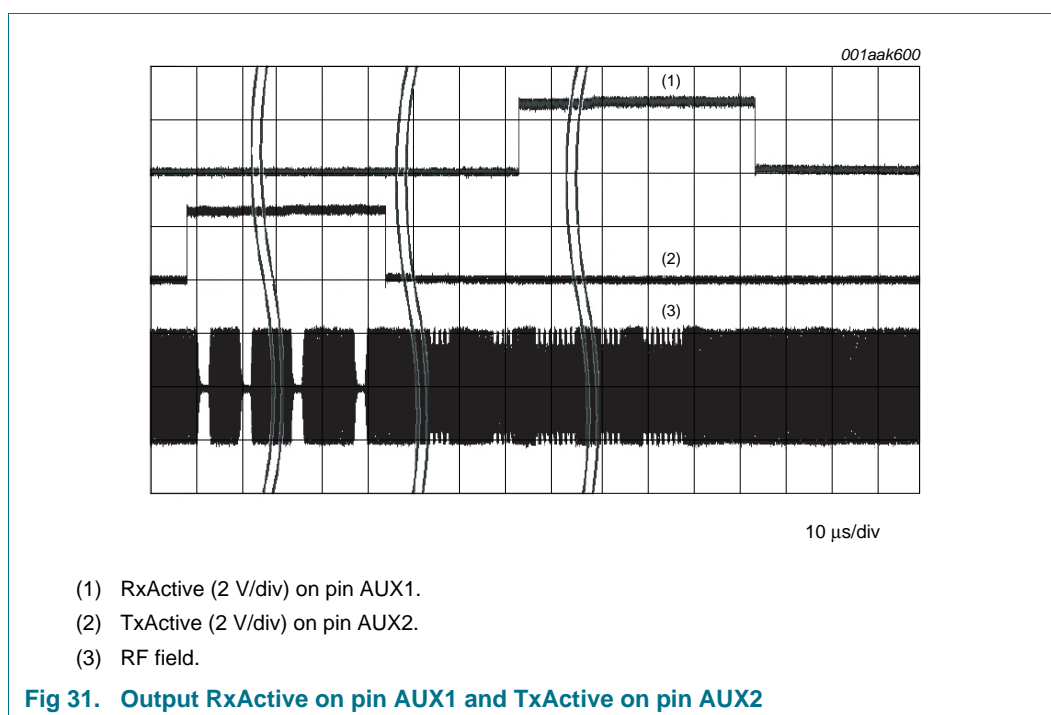 001aak600
(1)
(2)
(3)
10 μs/div
(1) RxActive (2 V/div) on pin AUX1.
(2) TxActive (2 V/div) on pin AUX2.
(3) RF field.
Fig 31. Output RxActive on pin AUX1 and TxActive on pin AUX2